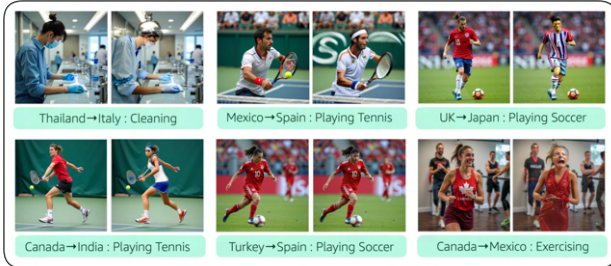 Thailand→Italy : Cleaning
Mexico→Spain : Playing Tennis
UK→Japan : Playing Soccer
Canada→India : Playing Tennis
Turkey→Spain : Playing Soccer
Canada→Mexico : Exercising